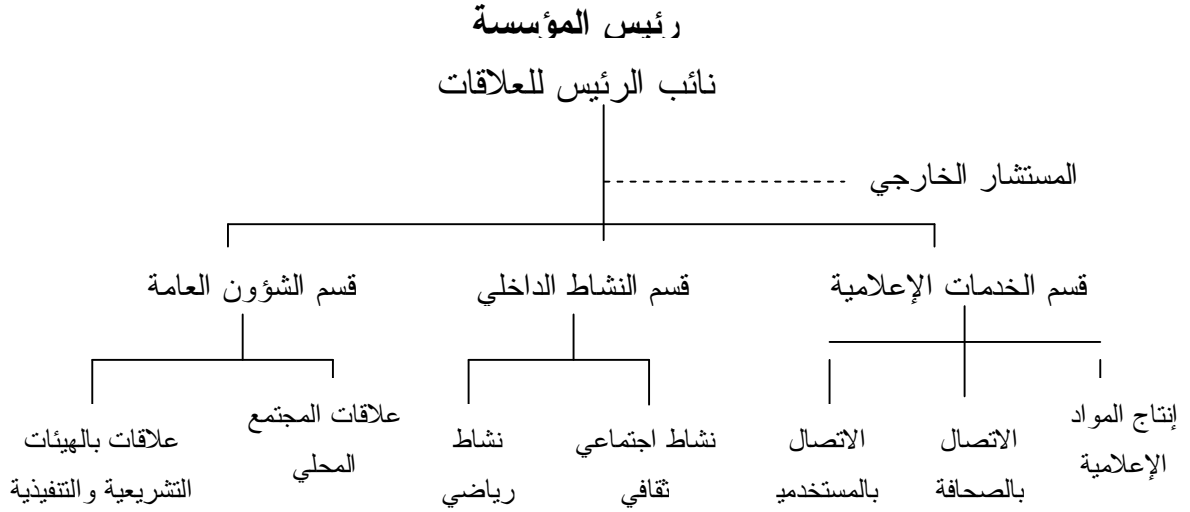 رئيس المؤسسة
نائب الرئيس للعلاقات
المستشار الخارجي
قسم الخدمات الإعلامية
قسم النشاط الداخلي
قسم الشؤون العامة
إنتاج المواد
الإعلامية
الاتصال
بالصحافة
الاتصال
بالمستخدميـ
نشاط اجتماعي
ثقافي
نشاط
رياضي
علاقات المجتمع
المحلي
علاقات بالهيئات
التشريعية والتنفيذية